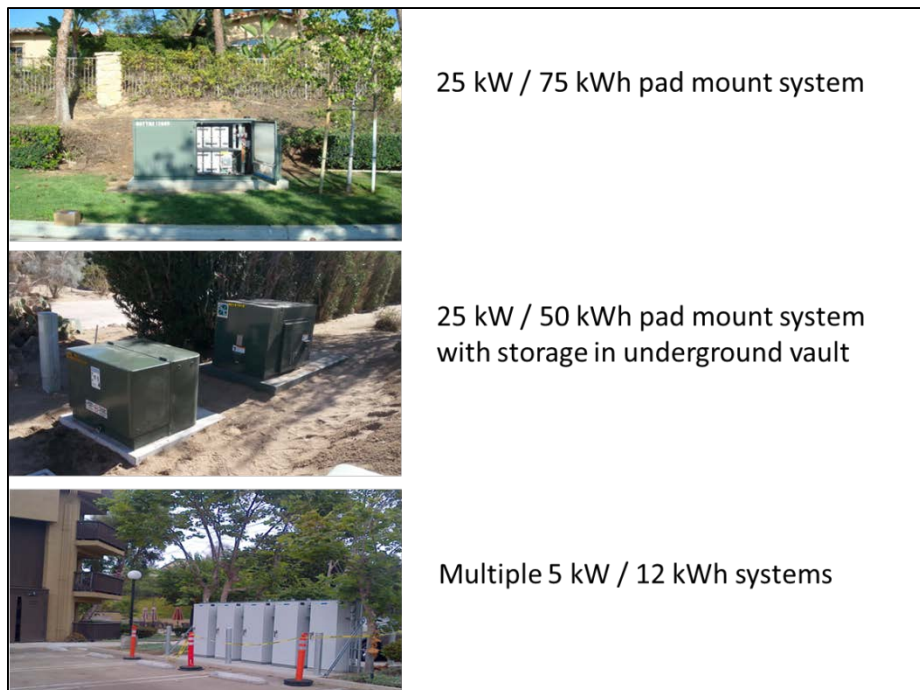 25 kW / 75 kWh pad mount system
25 kW / 50 kWh pad mount system
with storage in underground vault
Multiple 5 kW / 12 kWh systems